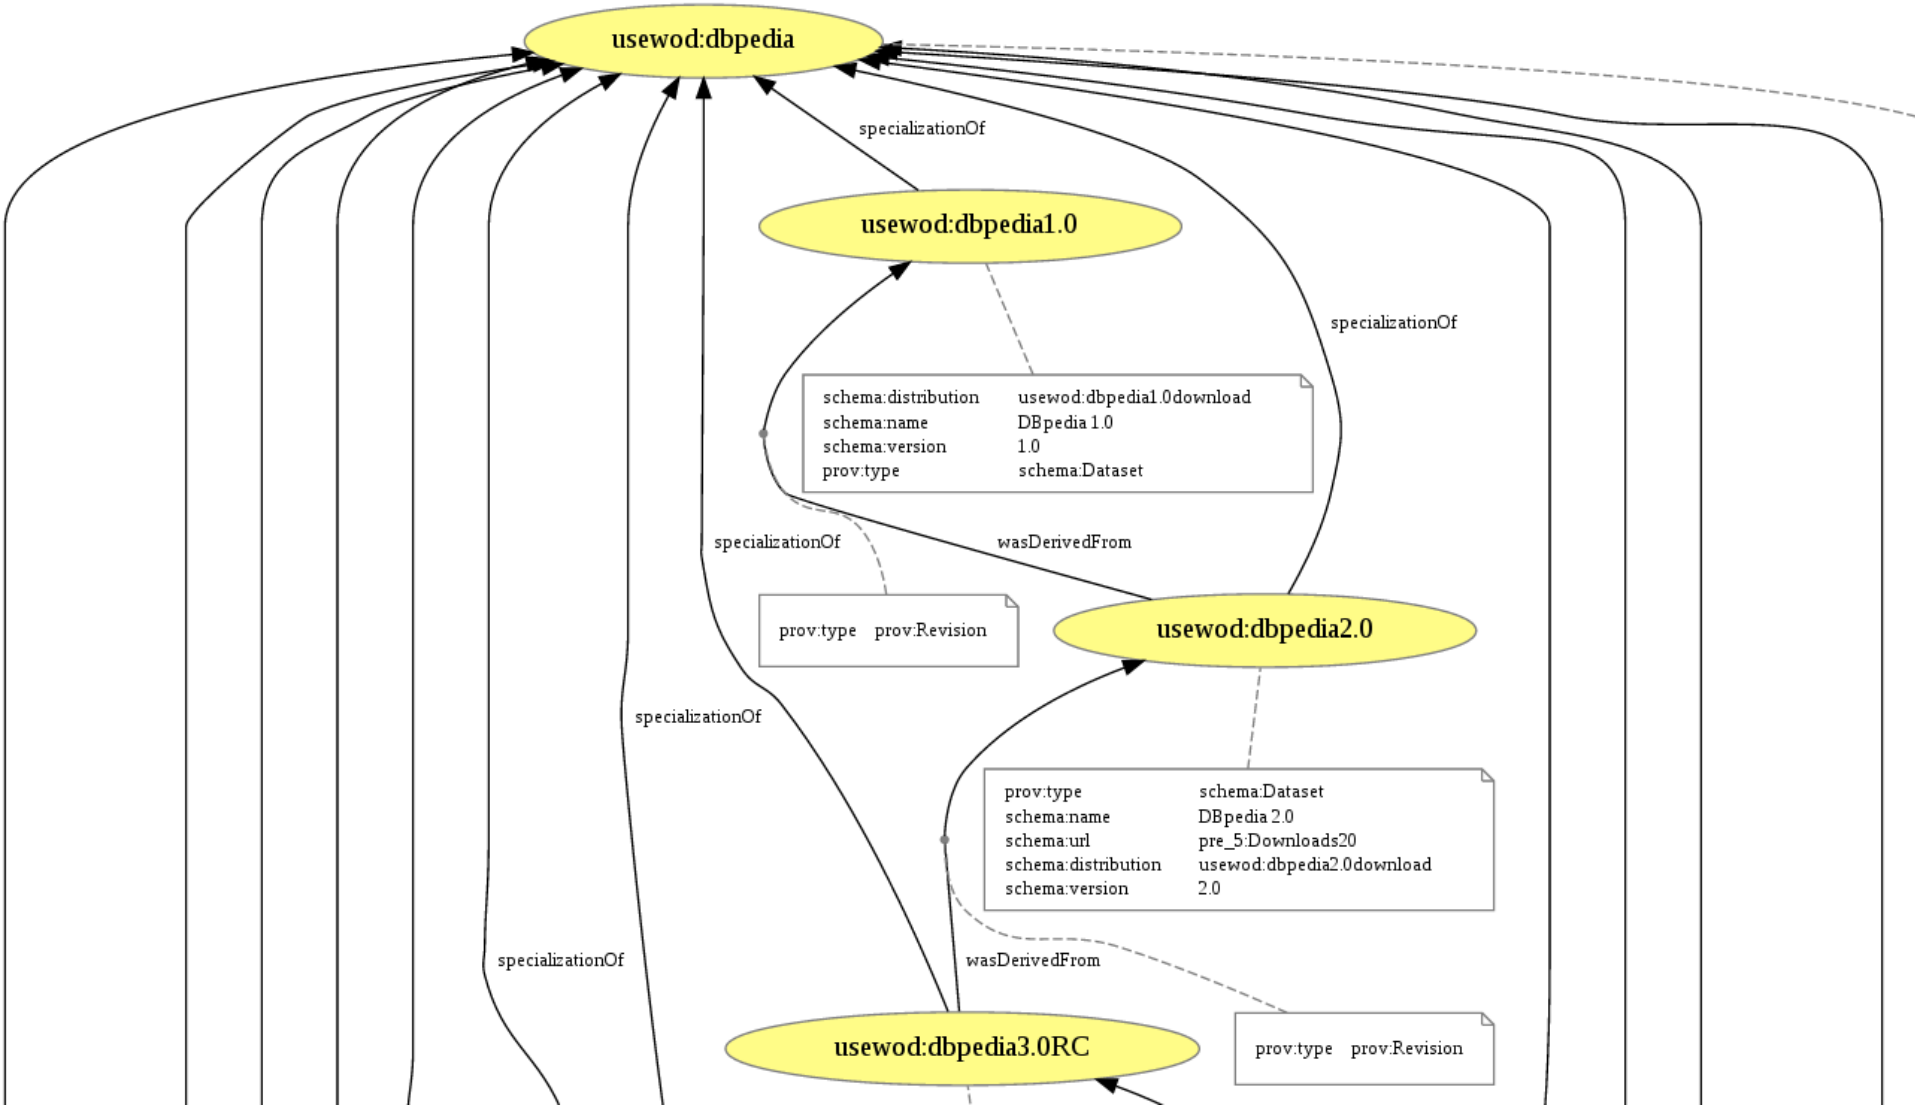 usewod:dbpedia
specializationOf
usewod:dbpedia1.0
specializationOf
schema:distribution usewod:dbpedia1.0download
schema:name DBpedia 1.0
schema:version 1.0
prov:type schema:Dataset
specializationOf
wasDerivedFrom
prov:type prov:Revision
usewod:dbpedia2.0
specializationOf
prov:type schema:Dataset
schema:name DBpedia 2.0
schema:url pre_5:Downloads20
schema:distribution usewod:dbpedia2.0download
schema:version 2.0
specializationOf
wasDerivedFrom
usewod:dbpedia3.0RC
prov:type prov:Revision